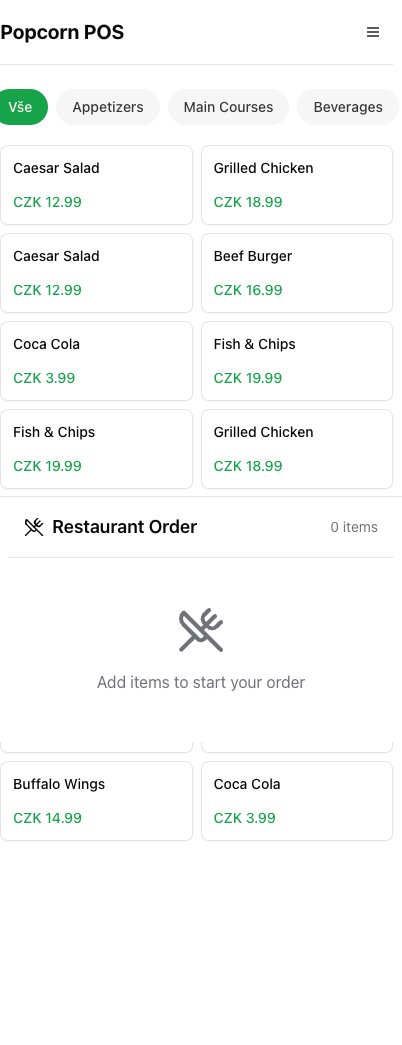 Popcorn POS
Vše Appetizers Main Courses Beverages
Caesar Salad Grilled Chicken
CZK 12.99 CZK 18.99
Caesar Salad Beef Burger
CZK 12.99 CZK 16.99
Coca Cola Fish & Chips
CZK 3.99 CZK 19.99
Fish & Chips Grilled Chicken
CZK 19.99 CZK 18.99
Restaurant Order 0 items
Add items to start your order
Buffalo Wings Coca Cola
CZK 14.99 CZK 3.99